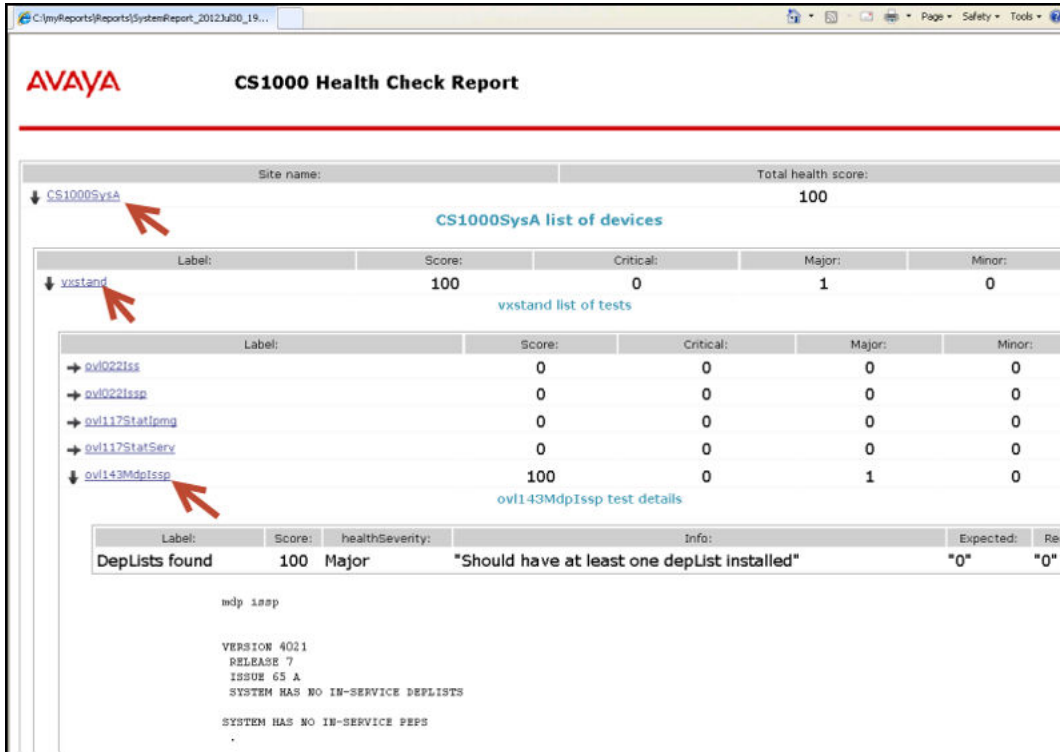 C:\myReports\Reports\SystemReport_2012Jul30_19...
Page Safety Tools
AVAYA CS1000 Health Check Report
Site name: Total health score:
CS1000SysA 100
CS1000SysA list of devices
Label: Score: Critical: Major: Minor:
vxstand 100 0 1 0
vxstand list of tests
Label: Score: Critical: Major: Minor:
ovl022Iss 0 0 0 0
ovl022Issp 0 0 0 0
ovl117StatIpmg 0 0 0 0
ovl117StatServ 0 0 0 0
ovl143MdpIssp 100 0 1 0
ovl143MdpIssp test details
Label: Score: healthSeverity: Info: Expected: Re
DepLists found 100 Major "Should have at least one depList installed" "0" "0"
mdp issp
VERSION 4021
RELEASE 7
ISSUE 65 A
SYSTEM HAS NO IN-SERVICE DEPLISTS
SYSTEM HAS NO IN-SERVICE PEPS
.